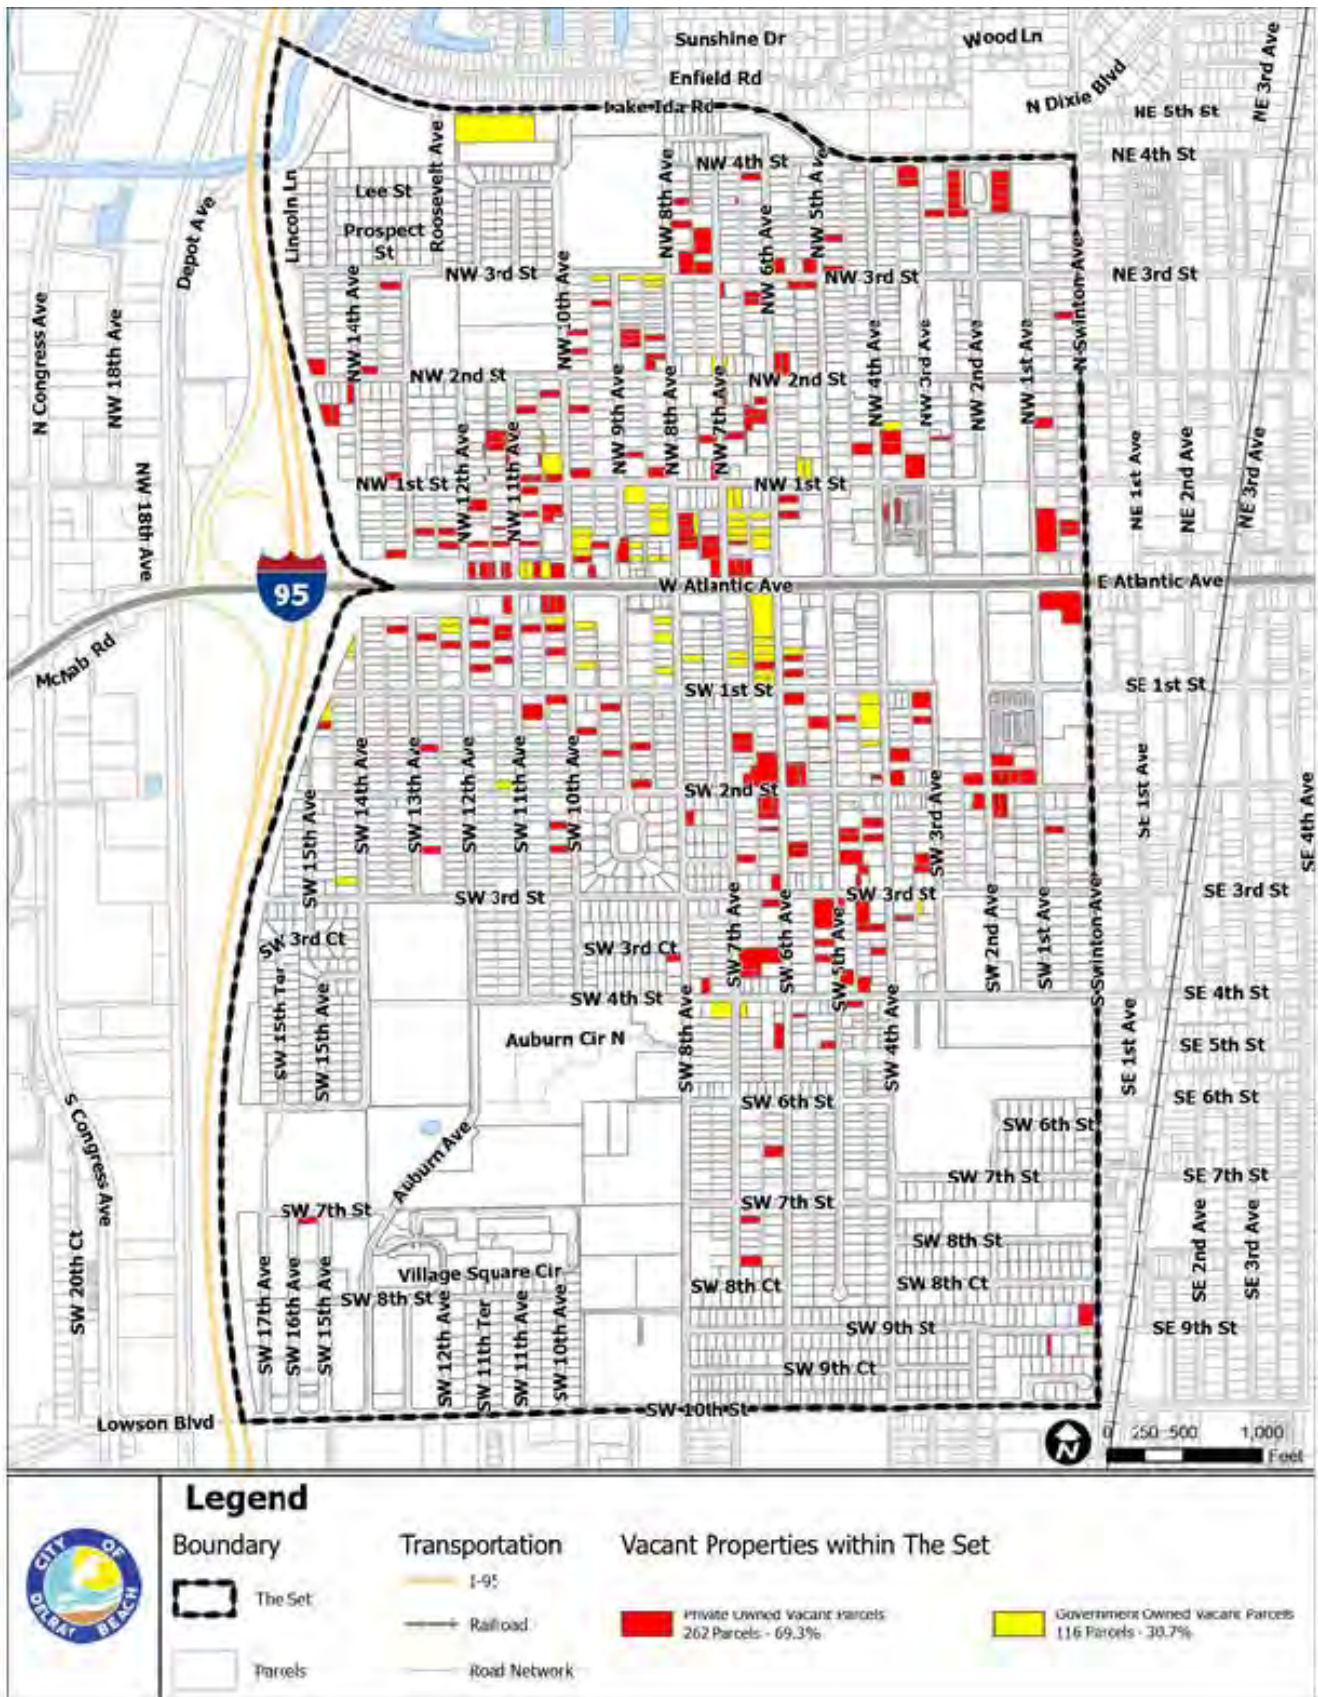 Sunshine Dr
Wood Ln
Enfield Rd
N Dixie Blvd
NE 3rd Ave
Lake Ida Rd
NE 5th St
NW 4th St
NE 4th St
Lee St
Roosevelt Ave
Lincoln Ln
Prospect
St
NW 8th Ave
NW 5th Ave
NW 6th Ave
Depot Ave
NW 3rd St
NW 3rd St
NE 3rd St
N Swinton Ave
NW 10th Ave
NW 14th Ave
N Congress Ave
NW 18th Ave
NW 4th Ave
NW 3rd Ave
NW 2nd Ave
NW 1st Ave
NW 2nd St
NW 2nd St
NW 9th Ave
NW 8th Ave
NW 7th Ave
NW 12th Ave
NW 11th Ave
NE 1st Ave
NE 2nd Ave
NE 3rd Ave
NW 1st St
NW 1st St
NW 18th Ave
95
W Atlantic Ave
E Atlantic Ave
McNab Rd
SW 1st St
SE 1st St
SW 14th Ave
SW 13th Ave
SW 12th Ave
SW 11th Ave
SW 10th Ave
SW 15th Ave
SW 2nd St
SW 3rd Ave
SE 1st Ave
SE 4th Ave
SW 3rd St
SW 3rd St
SE 3rd St
SW 7th Ave
SW 6th Ave
SW 5th Ave
SW 2nd Ave
SW 1st Ave
S Swinton Ave
SW 3rd Ct
SW 3rd Ct
SW 15th Ter
SW 15th Ave
SW 4th St
SE 4th St
Auburn Cir N
SW 8th Ave
SW 4th Ave
SE 1st Ave
SE 5th St
S Congress Ave
SW 6th St
SE 6th St
SW 6th St
Auburn Ave
SW 7th St
SE 7th St
SW 7th St
SW 7th St
SW 20th Ct
SW 8th St
SE 2nd Ave
SE 3rd Ave
Village Square Cir
SW 8th Ct
SW 8th Ct
SW 17th Ave
SW 16th Ave
SW 15th Ave
SW 8th St
SW 12th Ave
SW 11th Ter
SW 11th Ave
SW 10th Ave
SW 9th St
SE 9th St
SW 9th Ct
Lowson Blvd
SW 10th St
N
0 250 500 1,000
Feet
Legend
Boundary
The Set
Parcels
Transportation
I-95
Railroad
Road Network
Vacant Properties within The Set
Private Owned Vacant Parcels
262 Parcels - 69.3%
Government Owned Vacant Parcels
116 Parcels - 30.7%
CITY OF
DELRAY BEACH